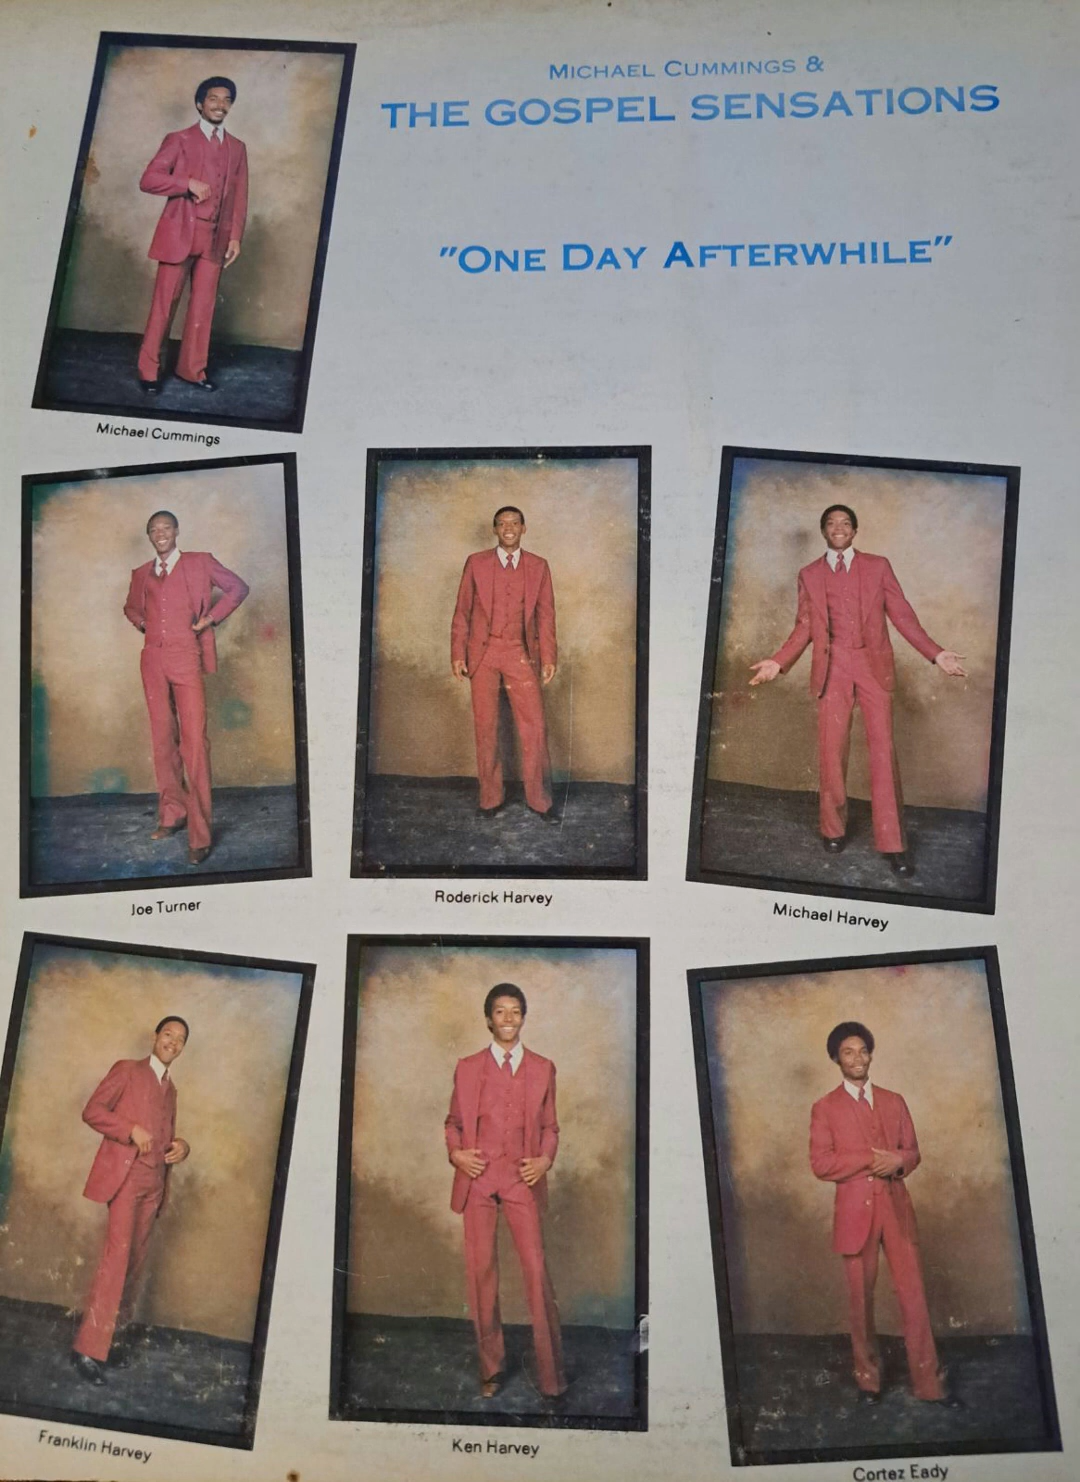 MICHAEL CUMMINGS &
THE GOSPEL SENSATIONS
"ONE DAY AFTERWHILE"
Michael Cummings
Joe Turner
Roderick Harvey
Michael Harvey
Franklin Harvey
Ken Harvey
Cortez Eady